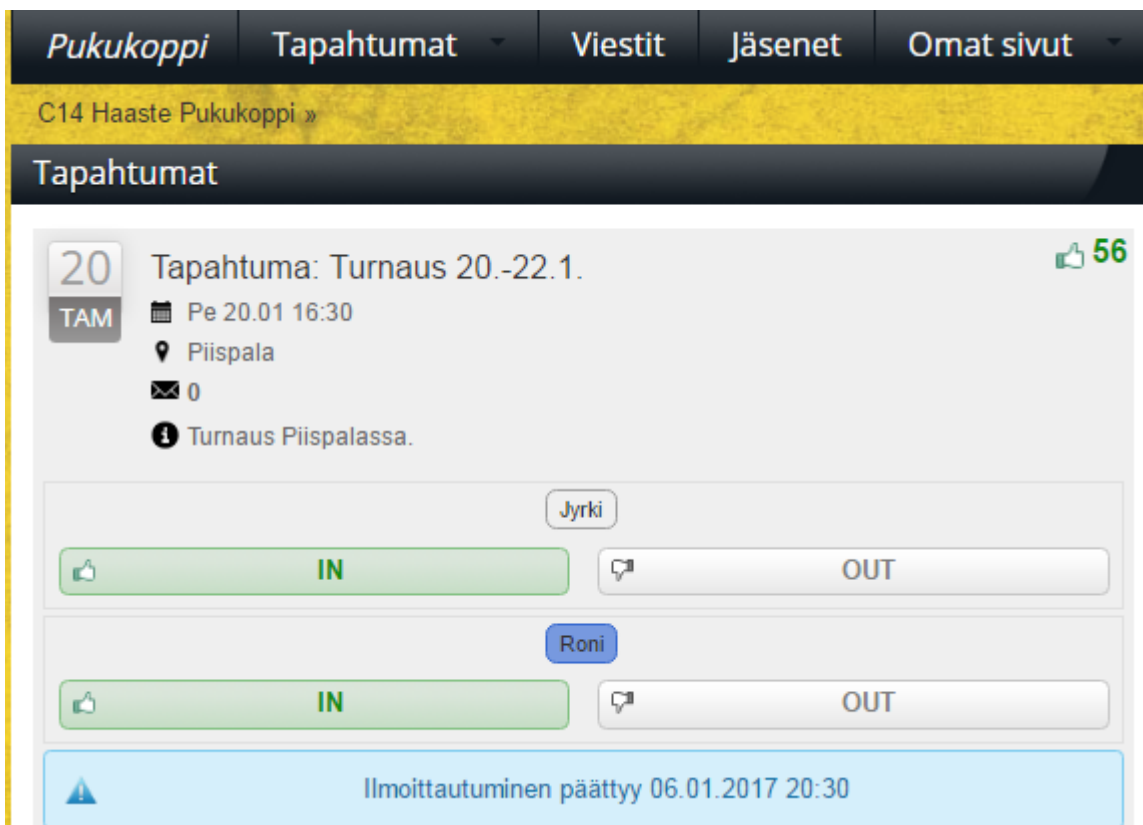 Pukukoppi Tapahtumat Viestit Jäsenet Omat sivut
C14 Haaste Pukukoppi »
Tapahtumat
20
TAM
Tapahtuma: Turnaus 20.-22.1.
56
Pe 20.01 16:30
Piispala
0
Turnaus Piispalassa.
Jyrki
IN OUT
Roni
IN OUT
Ilmoittautuminen päättyy 06.01.2017 20:30